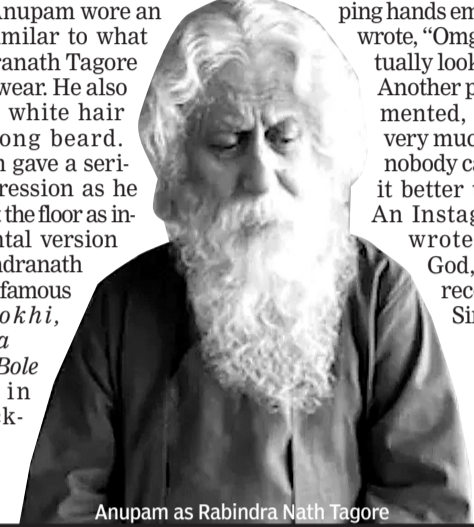 Anupam wore an
milar to what
ranath Tagore
wear. He also
white hair
ong beard.
n gave a seri-
ression as he
the floor as in-
ntal version
ndranath
famous
okhi,
a
Bole
in
k-
ping hands em
wrote, “Omg
tually look
Another p
mented,
very muc
nobody ca
it better
An Instag
wrote
God,
rec
Sir
Anupam as Rabindra Nath Tagore